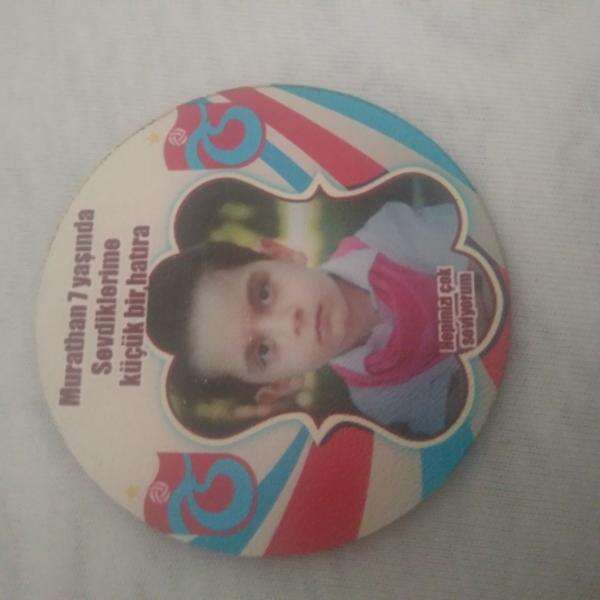 Murathan 7 yaşında
Sevdiklerime
küçük bir hatıra
Hepinizi çok
seviyorum